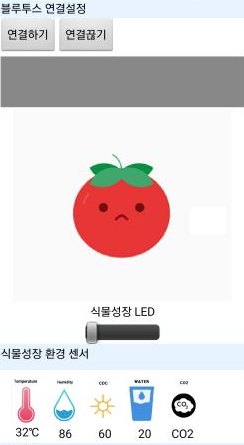 블루투스 연결설정
연결하기 연결끊기
식물성장 LED
식물성장 환경 센서
Temperature Humidity CDC WATER CO2
CO₂
32℃ 86 60 20 CO2